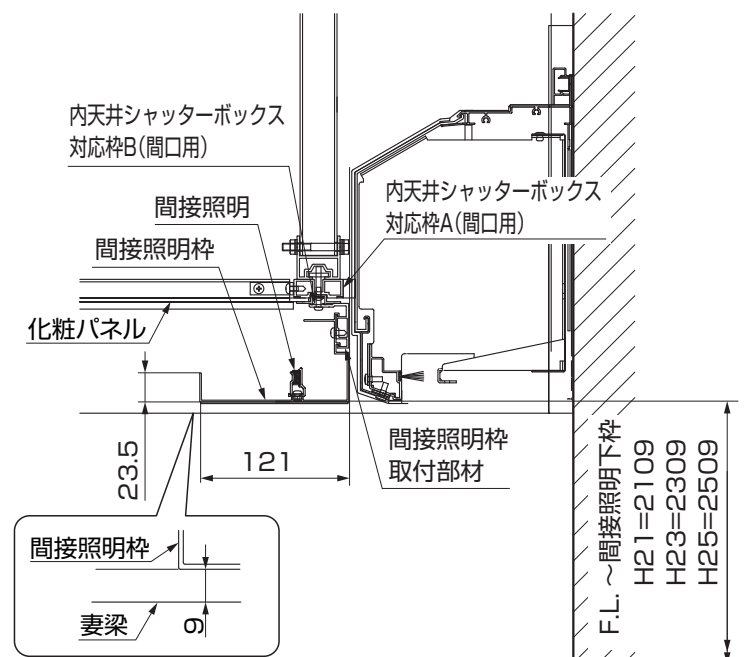 内天井シャッターボックス
対応枠B(間口用)
間接照明
間接照明枠
化粧パネル
内天井シャッターボックス
対応枠A(間口用)
間接照明枠
取付部材
23.5
121
間接照明枠
妻梁
9
F.L. ～間接照明下枠
H21=2109
H23=2309
H25=2509